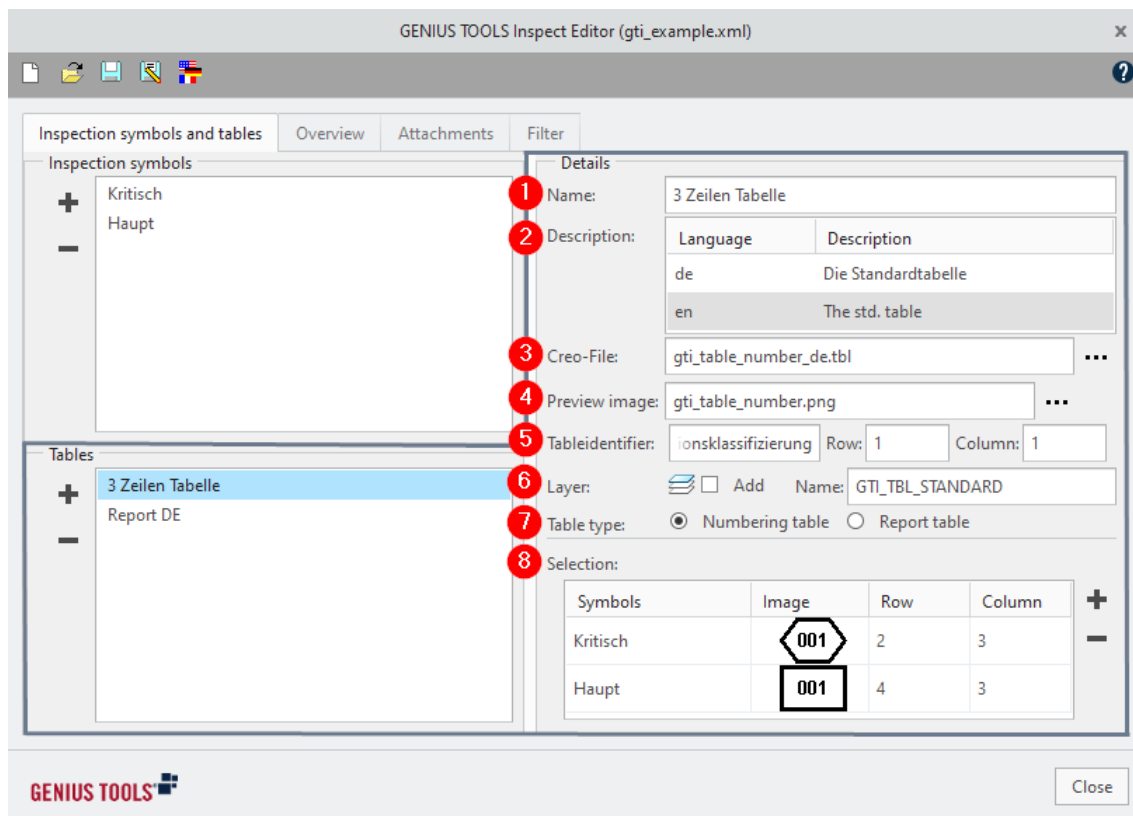 GENIUS TOOLS Inspect Editor (gti_example.xml)
Inspection symbols and tables Overview Attachments Filter
Inspection symbols
Kritisch
Haupt
Tables
3 Zeilen Tabelle
Report DE
Details
1 Name: 3 Zeilen Tabelle
2 Description: Language Description
de Die Standardtabelle
en The std. table
3 Creo-File: gti_table_number_de.tbl ...
4 Preview image: gti_table_number.png ...
5 Tableidentifier: ionsklassifizierung Row: 1 Column: 1
6 Layer: Add Name: GTI_TBL_STANDARD
7 Table type: Numbering table Report table
8 Selection:
Symbols Image Row Column
Kritisch 001 2 3
Haupt 001 4 3
GENIUS TOOLS
Close